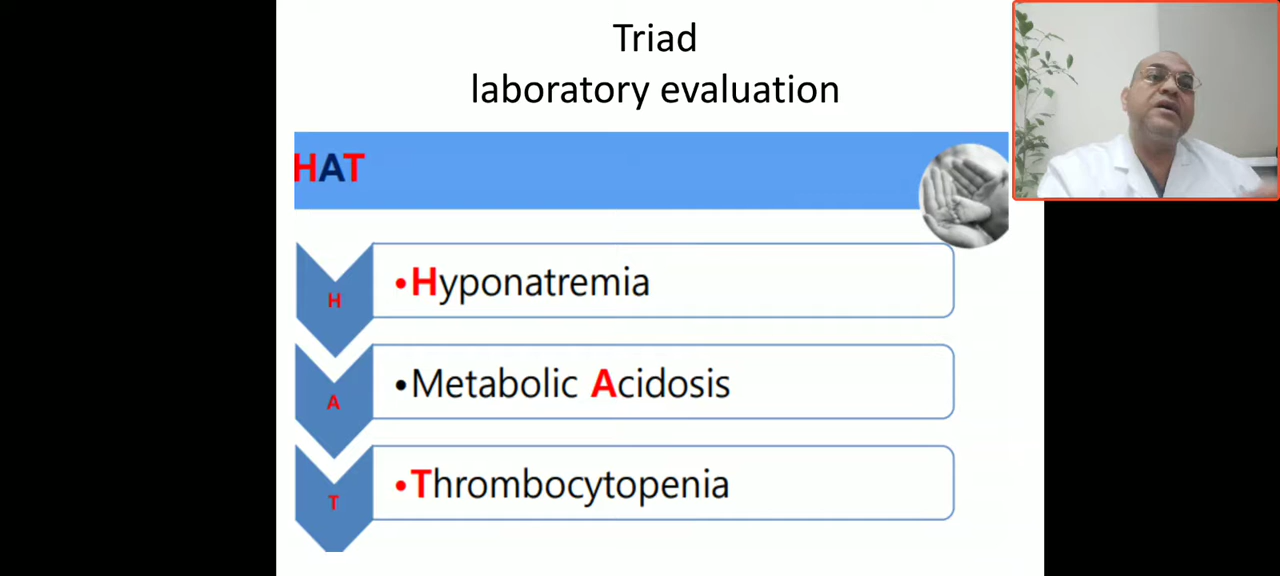 Triad
laboratory evaluation
HAT
H
•Hyponatremia
A
•Metabolic Acidosis
T
•Thrombocytopenia